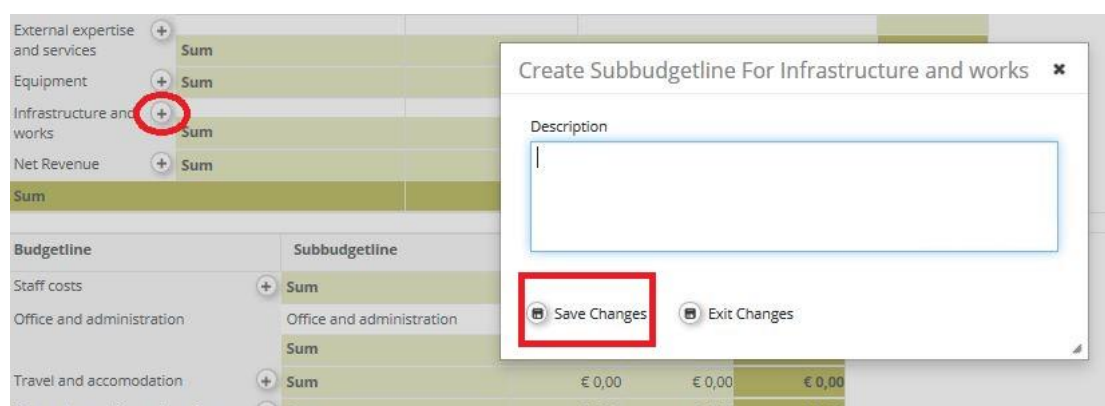 External expertise
and services
Sum
Equipment
Sum
Infrastructure and
works
Sum
Net Revenue
Sum
Sum
Create Subbudgetline For Infrastructure and works
Description
Save Changes
Exit Changes
Budgetline Subbudgetline
Staff costs
Sum
Office and administration Office and administration
Sum
Travel and accomodation
Sum € 0,00 € 0,00 € 0,00